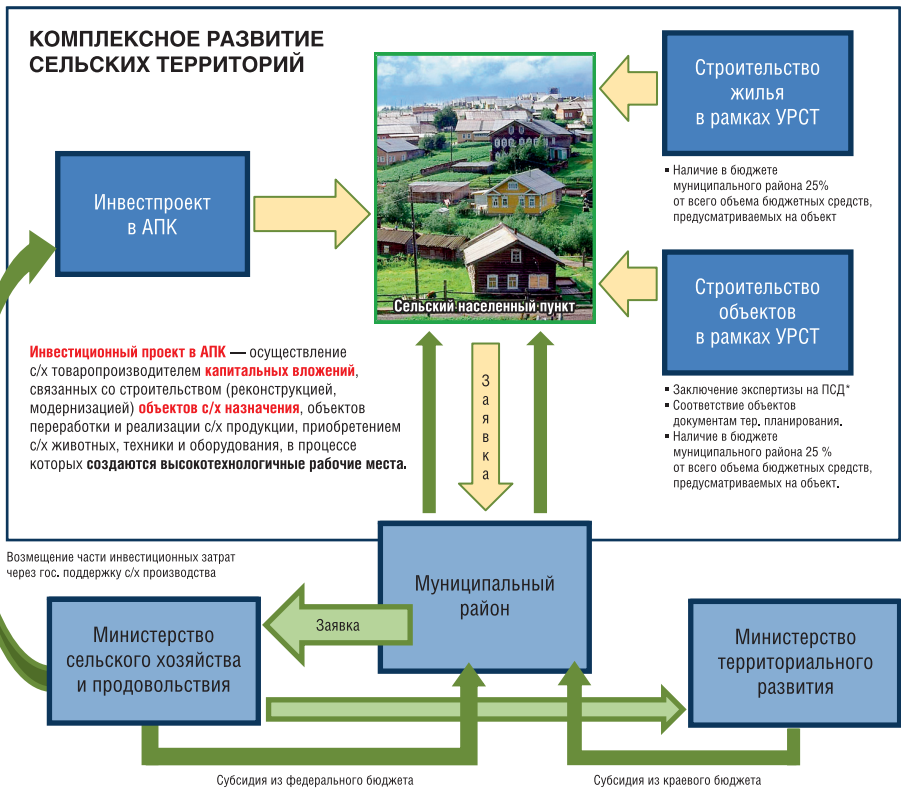 КОМПЛЕКСНОЕ РАЗВИТИЕ
СЕЛЬСКИХ ТЕРРИТОРИЙ
Инвестпроект
в АПК
Сельский населенный пункт
Строительство
жилья
в рамках УРСТ
▪ Наличие в бюджете
муниципального района 25%
от всего объема бюджетных средств,
предусматриваемых на объект
Строительство
объектов
в рамках УРСТ
▪ Заключение экспертизы на ПСД*
▪ Соответствие объектов
документам тер. планирования.
▪ Наличие в бюджете
муниципального района 25 %
от всего объема бюджетных средств,
предусматриваемых на объект.
Инвестиционный проект в АПК — осуществление
с/х товаропроизводителем капитальных вложений,
связанных со строительством (реконструкцией,
модернизацией) объектов с/х назначения, объектов
переработки и реализации с/х продукции, приобретением
с/х животных, техники и оборудования, в процессе
которых создаются высокотехнологичные рабочие места.
Заявка
Возмещение части инвестиционных затрат
через гос. поддержку с/х производства
Министерство
сельского хозяйства
и продовольствия
Заявка
Муниципальный
район
Министерство
территориального
развития
Субсидия из федерального бюджета
Субсидия из краевого бюджета